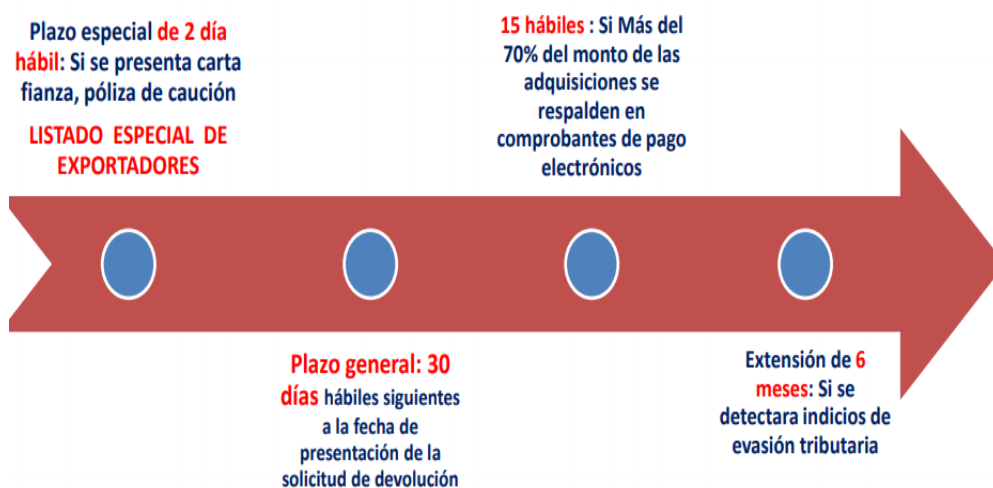 Plazo especial de 2 día
hábil: Si se presenta carta
fianza, póliza de caución
LISTADO ESPECIAL DE
EXPORTADORES
Plazo general: 30
días hábiles siguientes
a la fecha de
presentación de la
solicitud de devolución
15 hábiles : Si Más del
70% del monto de las
adquisiciones se
respalden en
comprobantes de pago
electrónicos
Extensión de 6
meses: Si se
detectara indicios de
evasión tributaria